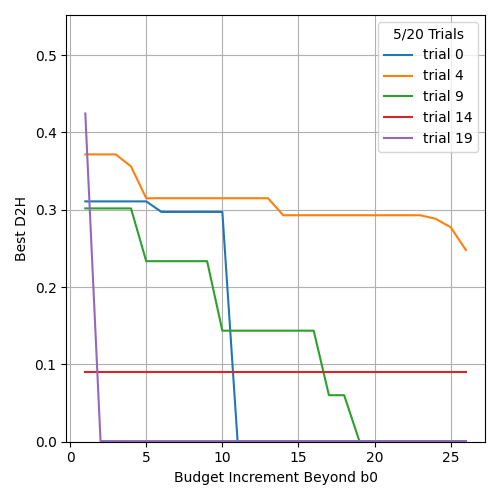 5/20 Trials
trial 0
trial 4
trial 9
trial 14
trial 19
Best D2H
0.5
0.4
0.3
0.2
0.1
0.0
0 5 10 15 20 25
Budget Increment Beyond b0